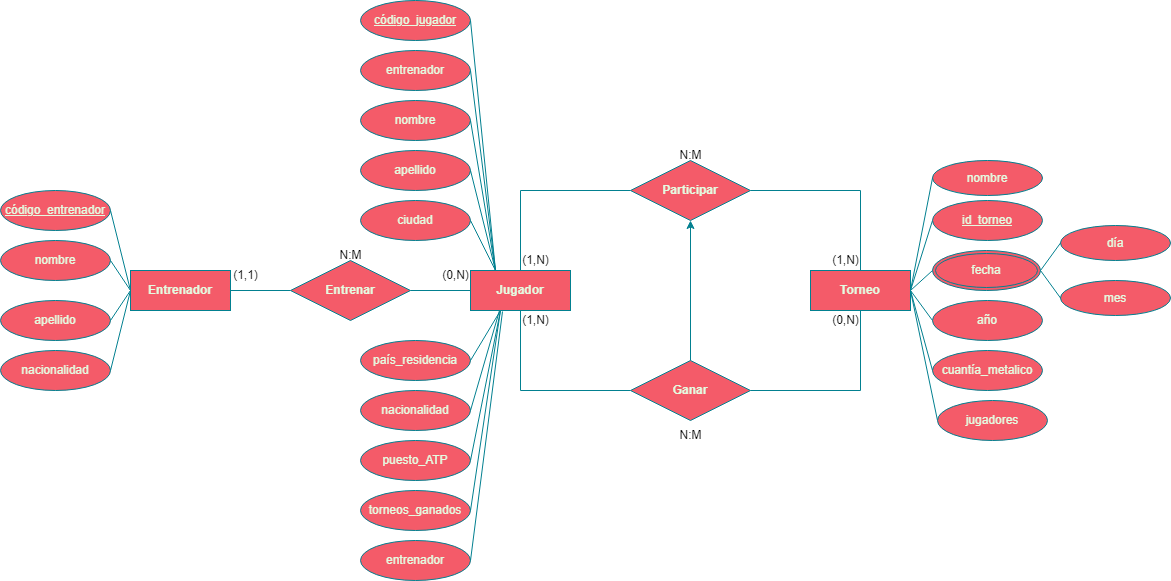 código_jugador
entrenador
nombre
apellido
ciudad
código_entrenador
nombre
apellido
nacionalidad
Entrenador
(1,1)
N:M
Entrenar
(0,N)
Jugador
(1,N)
(1,N)
país_residencia
nacionalidad
puesto_ATP
torneos_ganados
entrenador
N:M
Participar
Ganar
N:M
(1,N)
Torneo
(0,N)
nombre
id_torneo
fecha
día
mes
año
cuantía_metalico
jugadores